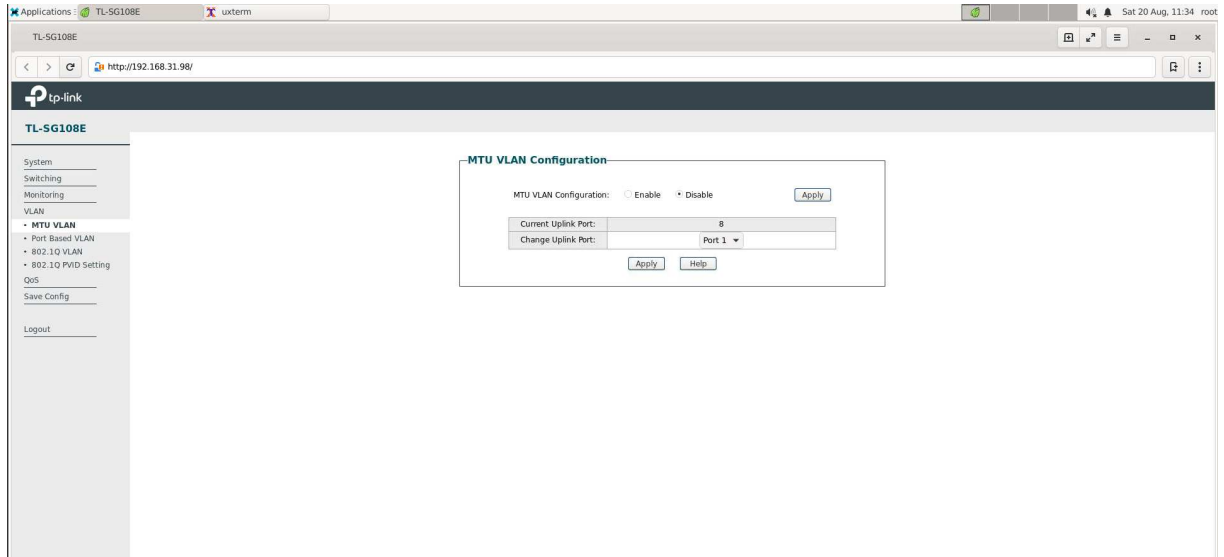 Applications : TL-SG108E uxterm Sat 20 Aug, 11:34 root
TL-SG108E
http://192.168.31.98/
tp-link
TL-SG108E
System
Switching
Monitoring
VLAN
• MTU VLAN
• Port Based VLAN
• 802.1Q VLAN
• 802.1Q PVID Setting
QoS
Save Config
Logout
MTU VLAN Configuration
MTU VLAN Configuration: Enable Disable Apply
Current Uplink Port: 8
Change Uplink Port: Port 1
Apply Help